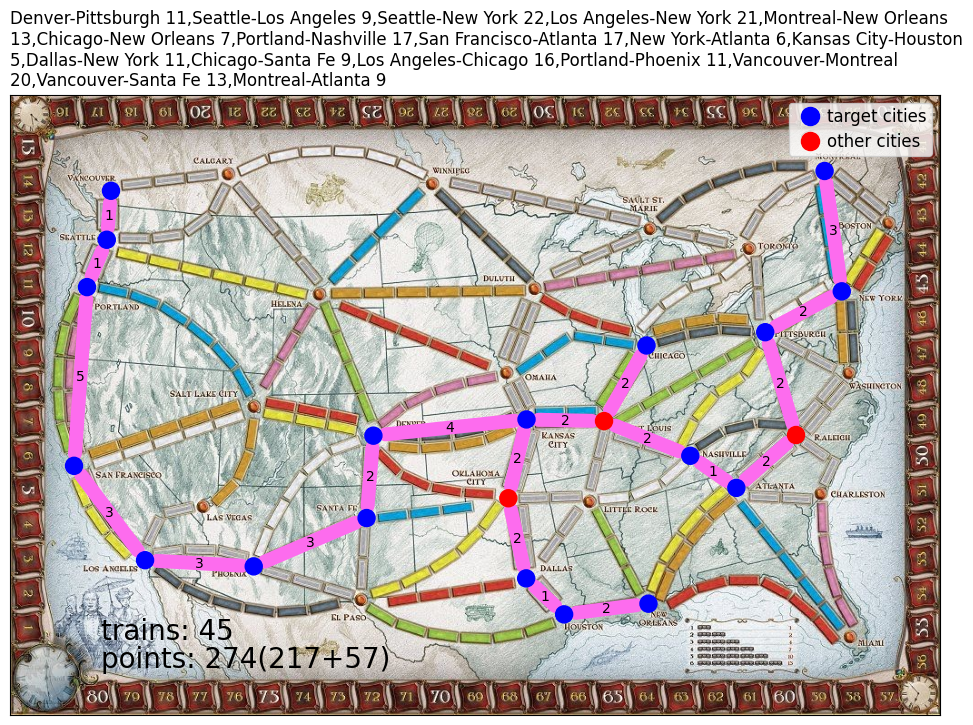 Denver-Pittsburgh 11,Seattle-Los Angeles 9,Seattle-New York 22,Los Angeles-New York 21,Montreal-New Orleans
13,Chicago-New Orleans 7,Portland-Nashville 17,San Francisco-Atlanta 17,New York-Atlanta 6,Kansas City-Houston
5,Dallas-New York 11,Chicago-Santa Fe 9,Los Angeles-Chicago 16,Portland-Phoenix 11,Vancouver-Montreal
20,Vancouver-Santa Fe 13,Montreal-Atlanta 9
16 17 18 19 20 21 22 23 24 25 26 27 28 29 30 31 32 33 34 35 36 37
target cities
other cities
15
14
13
12
11
10
9
8
7
6
5
4
3
2
1
42
43
44
45
46
47
48
49
50
51
52
53
54
55
56
MONTREAL
CALGARY
VANCOUVER
WINNIPEG
SAULT ST.
MARIE
BOSTON
SEATTLE
TORONTO
DULUTH
HELENA
PORTLAND
NEW YORK
PITTSBURGH
CHICAGO
OMAHA
WASHINGTON
SALT LAKE CITY
DENVER
KANSAS
CITY
ST LOUIS
RALEIGH
NASHVILLE
SAN FRANCISCO
OKLAHOMA
CITY
ATLANTA
CHARLESTON
SANTA FE
LAS VEGAS
LITTLE ROCK
LOS ANGELES
PHOENIX
DALLAS
EL PASO
HOUSTON
NEW
ORLEANS
MIAMI
1
1
5
3
3
3
2
4
2
2
2
1
2
2
2
1
2
2
2
3
trains: 45
points: 274(217+57)
80 79 78 77 76 75 74 73 72 71 70 69 68 67 66 65 64 63 62 61 60 59 58 57